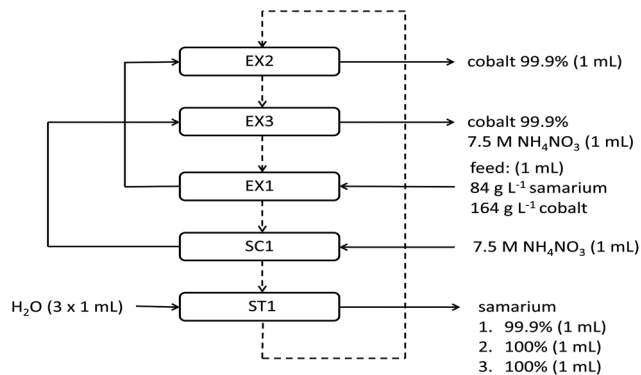 EX2
cobalt 99.9% (1 mL)
EX3
cobalt 99.9%
7.5 M NH₄NO₃ (1 mL)
feed: (1 mL)
EX1
84 g L⁻¹ samarium
164 g L⁻¹ cobalt
SC1
7.5 M NH₄NO₃ (1 mL)
H₂O (3 x 1 mL)
ST1
samarium
1. 99.9% (1 mL)
2. 100% (1 mL)
3. 100% (1 mL)